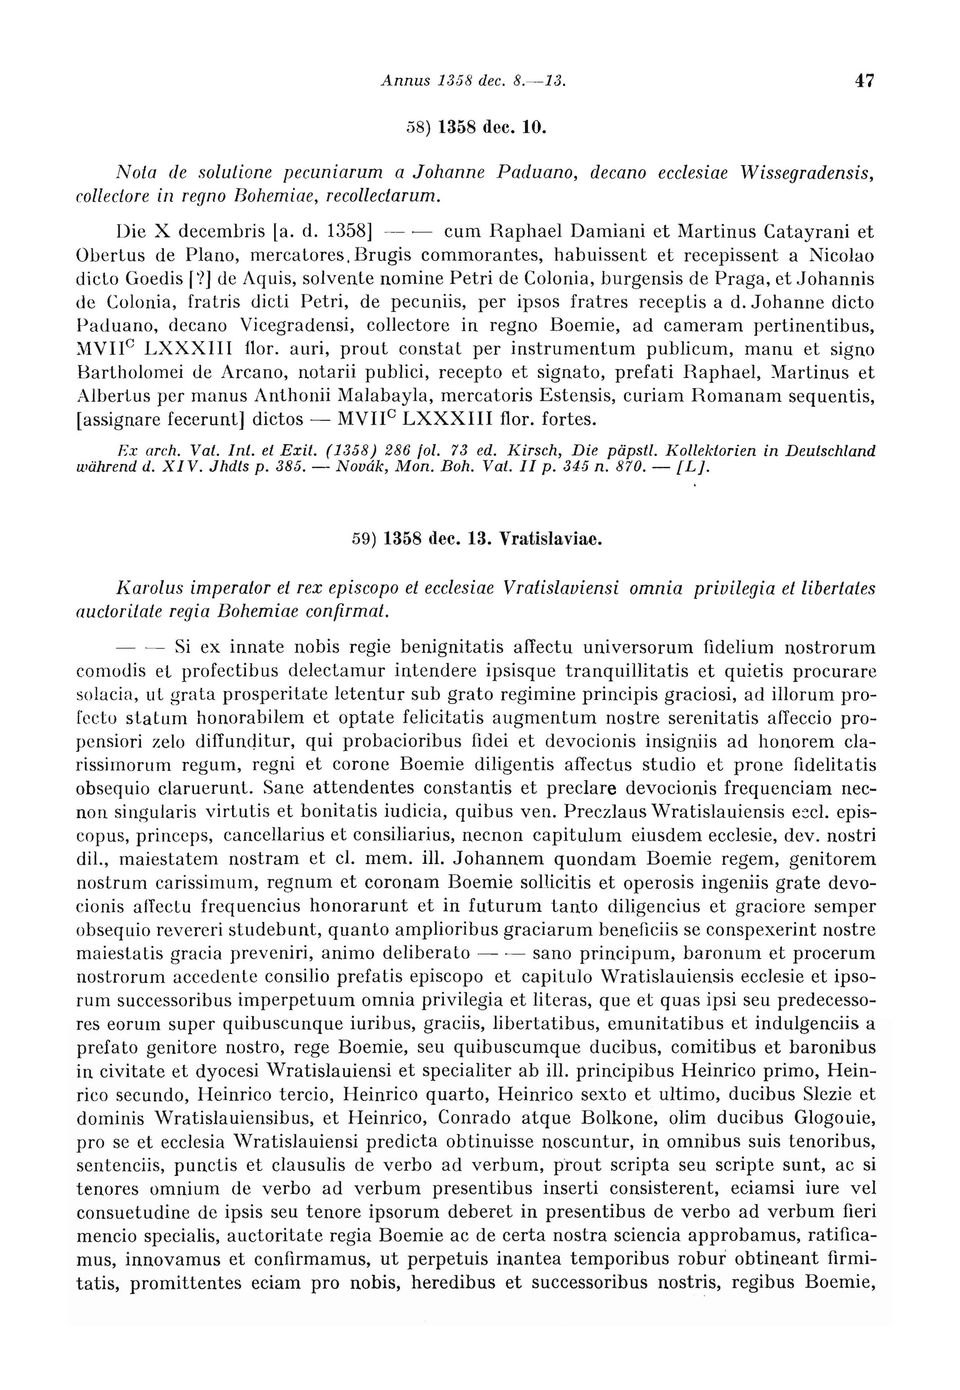 Annus 1358 dec. 8.—13. 47
58) 1358 dec. 10.
Nota de solutione pecuniarum a Johanne Paduano, decano ecclesiae Wissegradensis,
collectore in regno Bohemiae, recollectarum.
Die X decembris [a. d. 1358] — — cum Raphael Damiani et Martinus Catayrani et
Obertus de Plano, mercatores, Brugis commorantes, habuissent et recepissent a Nicolao
dicto Goedis [?] de Aquis, solvente nomine Petri de Colonia, burgensis de Praga, et Johannis
de Colonia, fratris dicti Petri, de pecuniis, per ipsos fratres receptis a d. Johanne dicto
Paduano, decano Vicegradensi, collectore in regno Boemie, ad cameram pertinentibus,
MVIIᶜ LXXXIII flor. auri, prout constat per instrumentum publicum, manu et signo
Bartholomei de Arcano, notarii publici, recepto et signato, prefati Raphael, Martinus et
Albertus per manus Anthonii Malabayla, mercatoris Estensis, curiam Romanam sequentis,
[assignare fecerunt] dictos — MVIIᶜ LXXXIII flor. fortes.
Ex arch. Vat. Int. et Exit. (1358) 286 fol. 73 ed. Kirsch, Die päpstl. Kollektorien in Deutschland
während d. XIV. Jhdts p. 385. — Novák, Mon. Boh. Vat. II p. 345 n. 870. — [L].
59) 1358 dec. 13. Vratislaviae.
Karolus imperator et rex episcopo et ecclesiae Vratislaviensi omnia privilegia et libertates
auctoritate regia Bohemiae confirmat.
— — Si ex innate nobis regie benignitatis affectu universorum fidelium nostrorum
comodis et profectibus delectamur intendere ipsisque tranquillitatis et quietis procurare
solacia, ut grata prosperitate letentur sub grato regimine principis graciosi, ad illorum pro-
fecto statum honorabilem et optate felicitatis augmentum nostre serenitatis affeccio pro-
pensiori zelo diffunditur, qui probacioribus fidei et devocionis insigniis ad honorem cla-
rissimorum regum, regni et corone Boemie diligentis affectus studio et prone fidelitatis
obsequio claruerunt. Sane attendentes constantis et preclare devocionis frequenciam nec-
non singularis virtutis et bonitatis iudicia, quibus ven. Preczlaus Wratislauiensis eccl. epis-
copus, princeps, cancellarius et consiliarius, necnon capitulum eiusdem ecclesie, dev. nostri
dil., maiestatem nostram et cl. mem. ill. Johannem quondam Boemie regem, genitorem
nostrum carissimum, regnum et coronam Boemie sollicitis et operosis ingeniis grate devo-
cionis affectu frequencius honorarunt et in futurum tanto diligencius et graciore semper
obsequio revereri studebunt, quanto amplioribus graciarum beneficiis se conspexerint nostre
maiestatis gracia preveniri, animo deliberato — — sano principum, baronum et procerum
nostrorum accedente consilio prefatis episcopo et capitulo Wratislauiensis ecclesie et ipso-
rum successoribus imperpetuum omnia privilegia et literas, que et quas ipsi seu predecesso-
res eorum super quibuscunque iuribus, graciis, libertatibus, emunitatibus et indulgenciis a
prefato genitore nostro, rege Boemie, seu quibuscumque ducibus, comitibus et baronibus
in civitate et dyocesi Wratislauiensi et specialiter ab ill. principibus Heinrico primo, Hein-
rico secundo, Heinrico tercio, Heinrico quarto, Heinrico sexto et ultimo, ducibus Slezie et
dominis Wratislauiensibus, et Heinrico, Conrado atque Bolkone, olim ducibus Glogouie,
pro se et ecclesia Wratislauiensi predicta obtinuisse noscuntur, in omnibus suis tenoribus,
sentenciis, punctis et clausulis de verbo ad verbum, prout scripta seu scripte sunt, ac si
tenores omnium de verbo ad verbum presentibus inserti consisterent, eciamsi iure vel
consuetudine de ipsis seu tenore ipsorum deberet in presentibus de verbo ad verbum fieri
mencio specialis, auctoritate regia Boemie ac de certa nostra sciencia approbamus, ratifica-
mus, innovamus et confirmamus, ut perpetuis inantea temporibus robur obtineant firmi-
tatis, promittentes eciam pro nobis, heredibus et successoribus nostris, regibus Boemie,